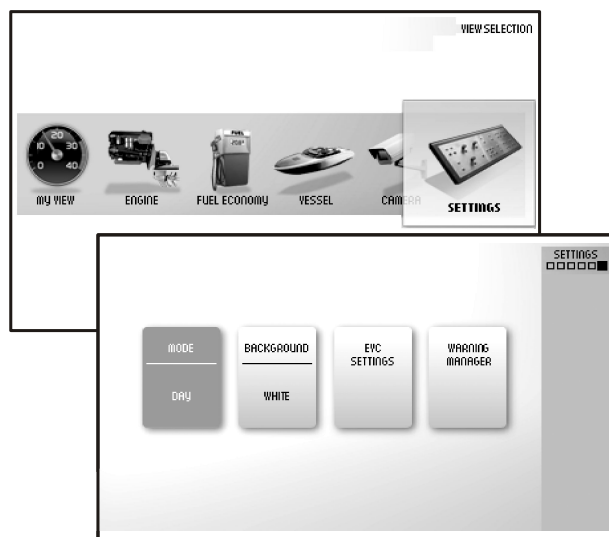 VIEW SELECTION
20
10 30
0 40
FUEL
MY VIEW ENGINE FUEL ECONOMY VESSEL CAMERA SETTINGS
SETTINGS
MODE BACKGROUND EVC SETTINGS WARNING MANAGER
DAY WHITE